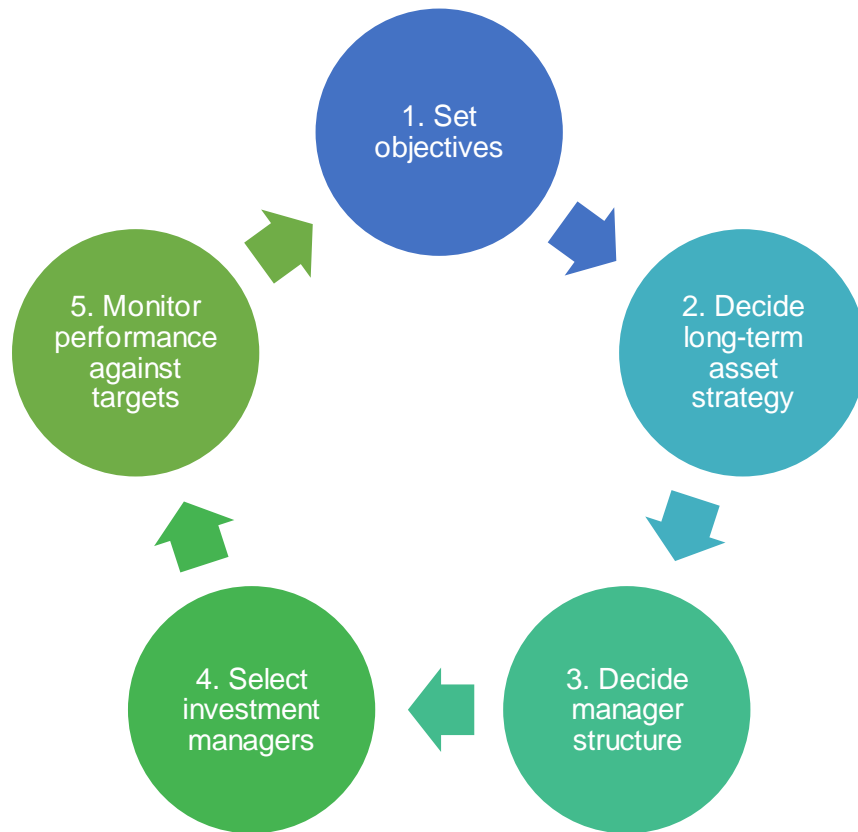 1. Set
objectives
2. Decide
long-term
asset
strategy
3. Decide
manager
structure
4. Select
investment
managers
5. Monitor
performance
against
targets